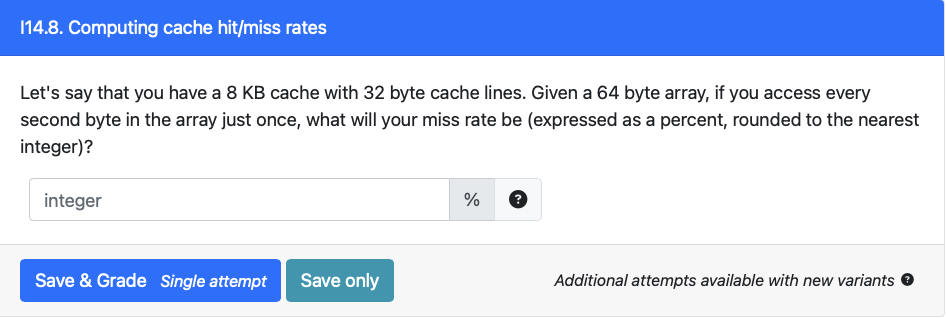 I14.8. Computing cache hit/miss rates
Let's say that you have a 8 KB cache with 32 byte cache lines. Given a 64 byte array, if you access every
second byte in the array just once, what will your miss rate be (expressed as a percent, rounded to the nearest
integer)?
integer % ?
Save & Grade Single attempt Save only Additional attempts available with new variants ?